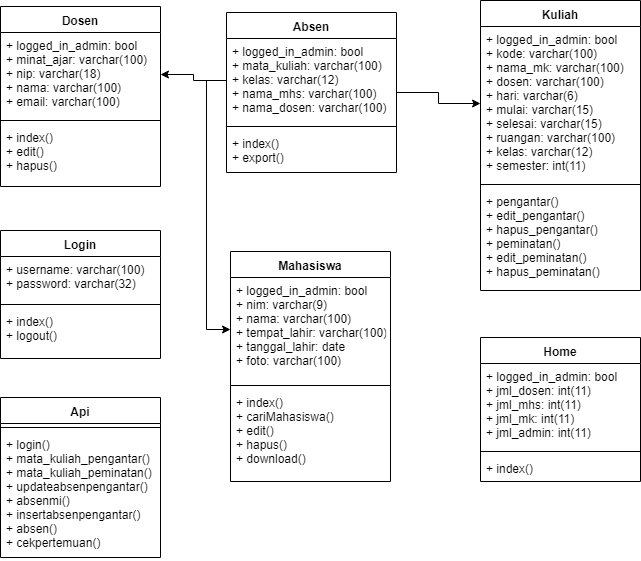 Dosen
+ logged_in_admin: bool
+ minat_ajar: varchar(100)
+ nip: varchar(18)
+ nama: varchar(100)
+ email: varchar(100)
+ index()
+ edit()
+ hapus()
Absen
+ logged_in_admin: bool
+ mata_kuliah: varchar(100)
+ kelas: varchar(12)
+ nama_mhs: varchar(100)
+ nama_dosen: varchar(100)
+ index()
+ export()
Kuliah
+ logged_in_admin: bool
+ kode: varchar(100)
+ nama_mk: varchar(100)
+ dosen: varchar(100)
+ hari: varchar(6)
+ mulai: varchar(15)
+ selesai: varchar(15)
+ ruangan: varchar(100)
+ kelas: varchar(12)
+ semester: int(11)
+ pengantar()
+ edit_pengantar()
+ hapus_pengantar()
+ peminatan()
+ edit_peminatan()
+ hapus_peminatan()
Login
+ username: varchar(100)
+ password: varchar(32)
+ index()
+ logout()
Mahasiswa
+ logged_in_admin: bool
+ nim: varchar(9)
+ nama: varchar(100)
+ tempat_lahir: varchar(100)
+ tanggal_lahir: date
+ foto: varchar(100)
+ index()
+ cariMahasiswa()
+ edit()
+ hapus()
+ download()
Home
+ logged_in_admin: bool
+ jml_dosen: int(11)
+ jml_mhs: int(11)
+ jml_mk: int(11)
+ jml_admin: int(11)
+ index()
Api
+ login()
+ mata_kuliah_pengantar()
+ mata_kuliah_peminatan()
+ updateabsenpengantar()
+ absenmi()
+ insertabsenpengantar()
+ absen()
+ cekpertemuan()